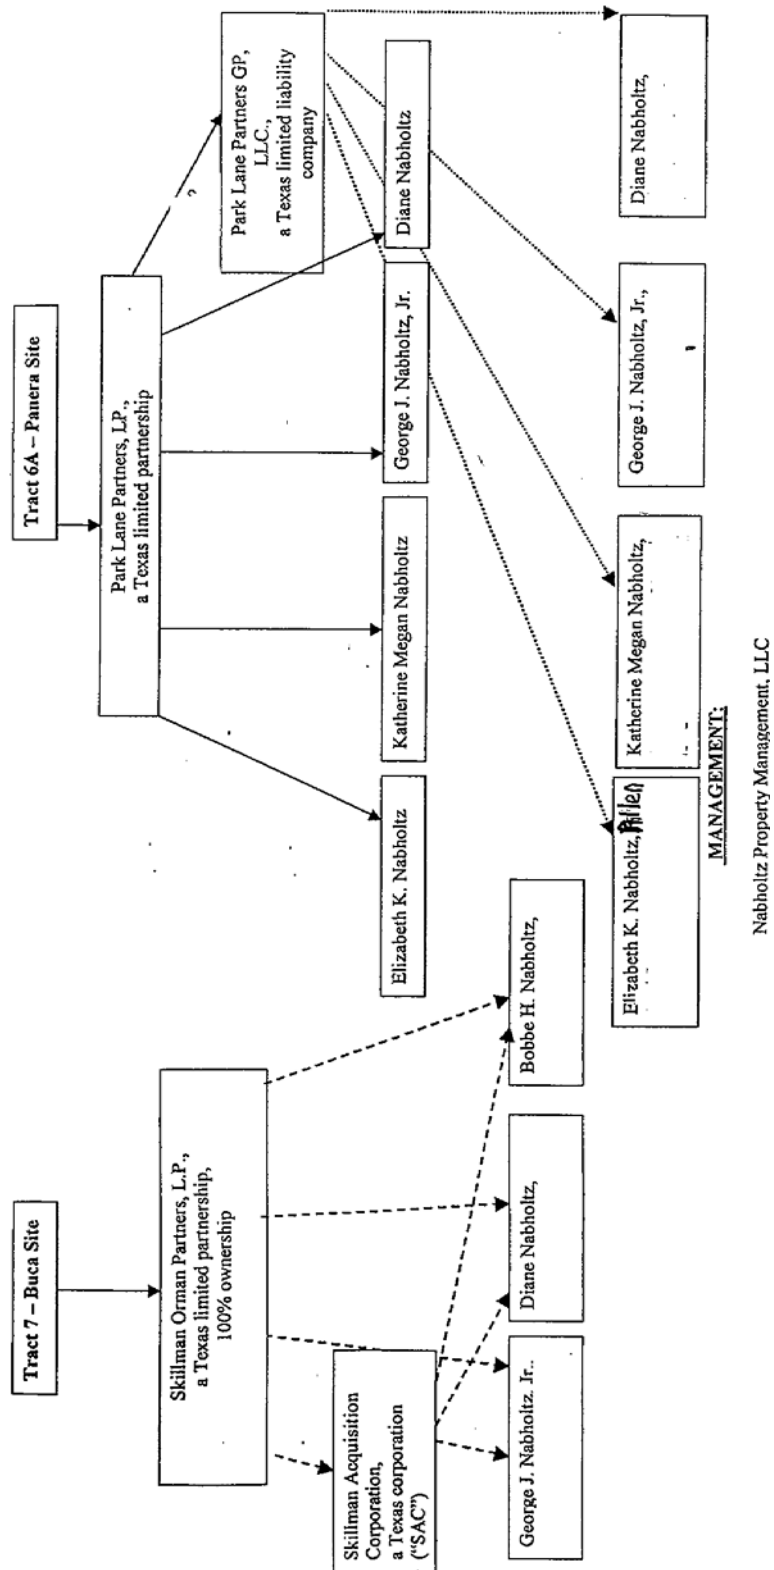 Tract 7 – Buca Site
Skillman Orman Partners, L.P.,
a Texas limited partnership,
100% ownership
Skillman Acquisition
Corporation,
a Texas corporation
("SAC")
George J. Nabholtz. Jr..
Diane Nabholtz,
Bobbe H. Nabholtz,
Tract 6A – Panera Site
Park Lane Partners, LP.,
a Texas limited partnership
Park Lane Partners GP,
LLC.,
a Texas limited liability
company
Elizabeth K. Nabholtz
Katherine Megan Nabholtz
George J. Nabholtz, Jr.
Diane Nabholtz
Elizabeth K. Nabholtz,
Katherine Megan Nabholtz,
George J. Nabholtz, Jr.,
Diane Nabholtz,
MANAGEMENT:
Nabholtz Property Management, LLC